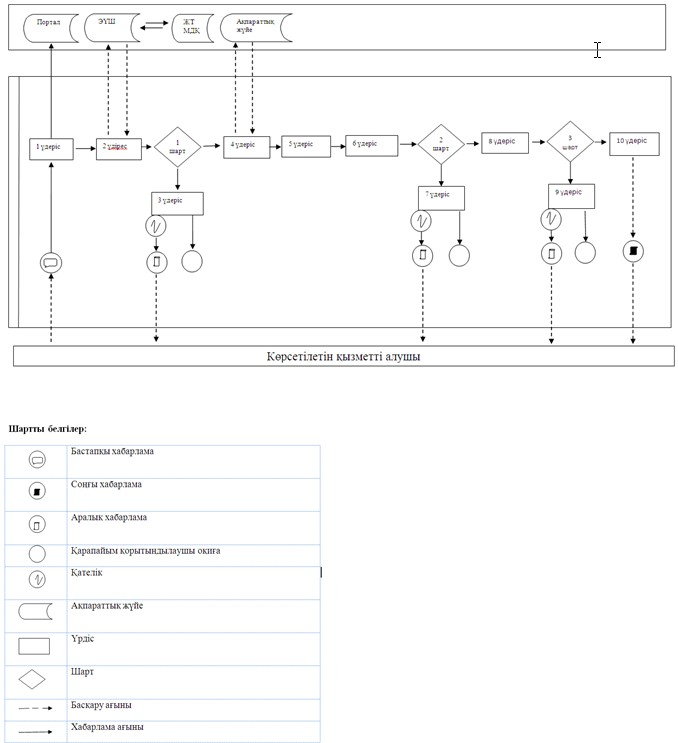 Портал
ЭҮШ
ЖТ
МДҚ
Ақпараттық
жүйе
1 үдеріс
2 үдірес
1
шарт
4 үдеріс
5 үдеріс
6 үдеріс
2
шарт
8 үдеріс
3
шарт
10 үдеріс
3 үдеріс
7 үдеріс
9 үдеріс
Көрсетілетін қызметті алушы
Шартты белгілер:
Бастапқы хабарлама
Соңғы хабарлама
Аралық хабарлама
Қарапайым қорытындылаушы оқиға
Қателік
Ақпараттық жүйе
Үрдіс
Шарт
Басқару ағыны
Хабарлама ағыны